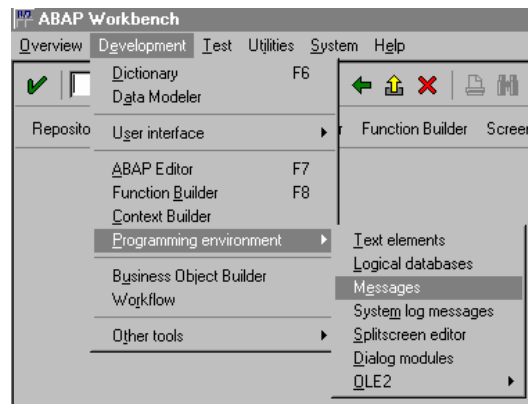 ABAP Workbench
Overview Development Test Utilities System Help
Dictionary F6
Data Modeler
User interface
ABAP Editor F7
Function Builder F8
Context Builder
Programming environment
Business Object Builder
Workflow
Other tools
Reposito
Function Builder Screen
Text elements
Logical databases
Messages
System log messages
Splitscreen editor
Dialog modules
OLE2